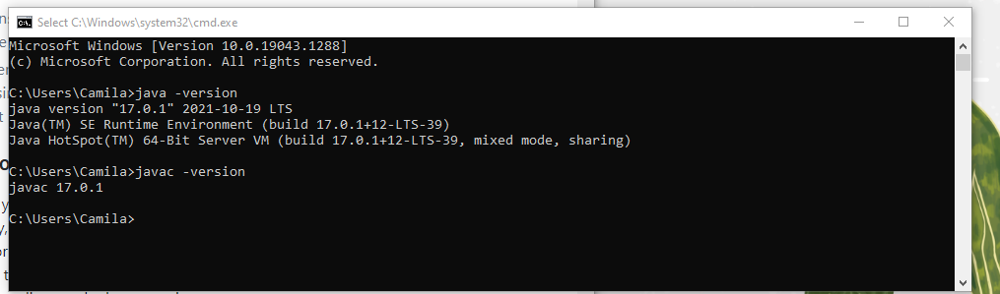 Select C:\Windows\system32\cmd.exe
Microsoft Windows [Version 10.0.19043.1288]
(c) Microsoft Corporation. All rights reserved.
C:\Users\Camila>java -version
java version "17.0.1" 2021-10-19 LTS
Java(TM) SE Runtime Environment (build 17.0.1+12-LTS-39)
Java HotSpot(TM) 64-Bit Server VM (build 17.0.1+12-LTS-39, mixed mode, sharing)
C:\Users\Camila>javac -version
javac 17.0.1
C:\Users\Camila>